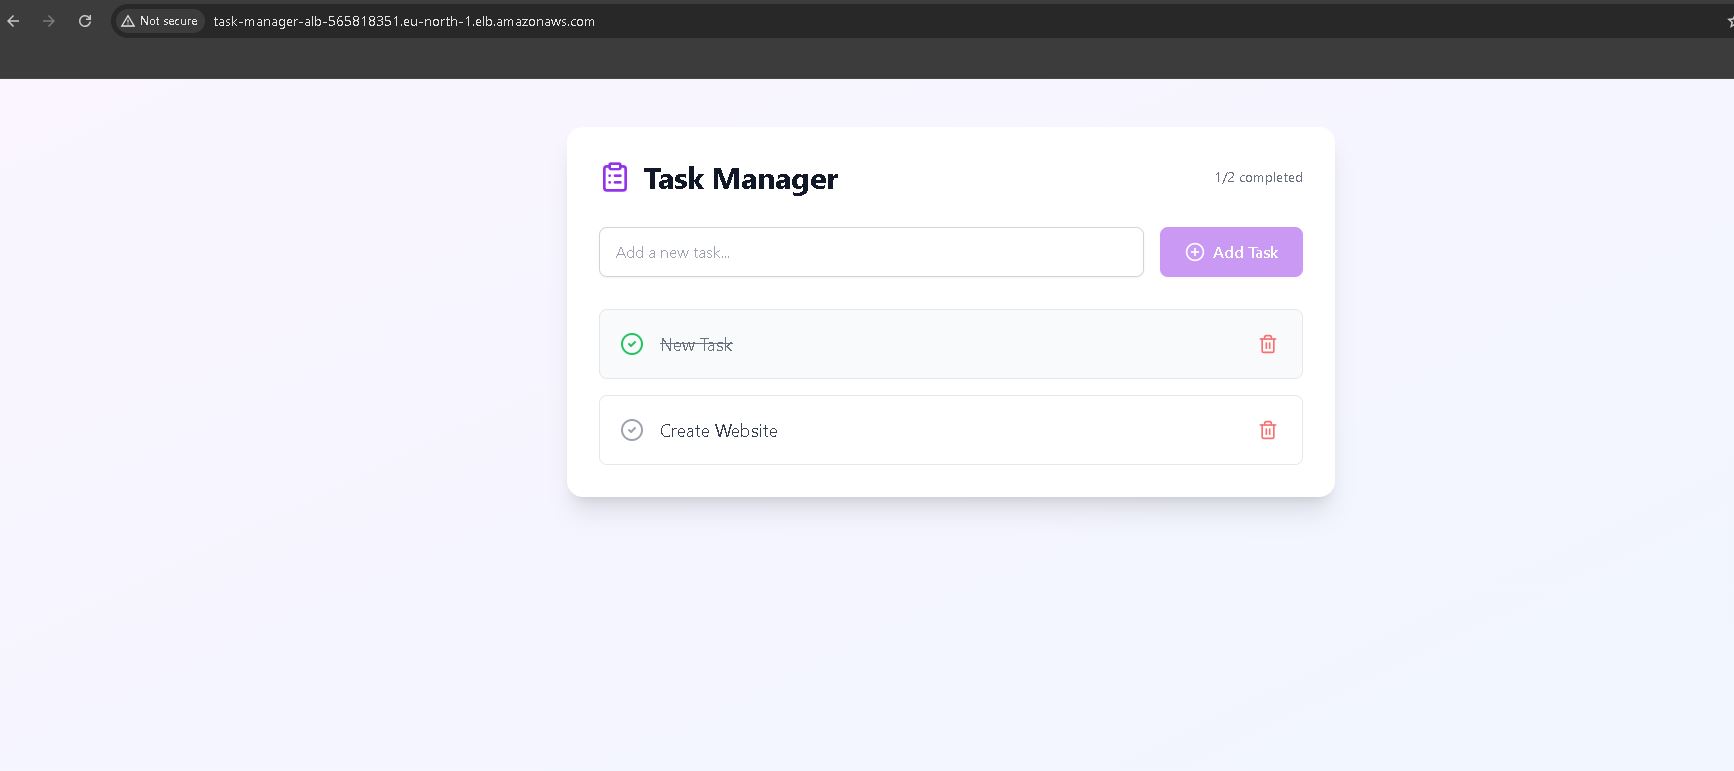 Not secure task-manager-alb-565818351.eu-north-1.elb.amazonaws.com
Task Manager
1/2 completed
Add a new task...
Add Task
New Task
Create Website